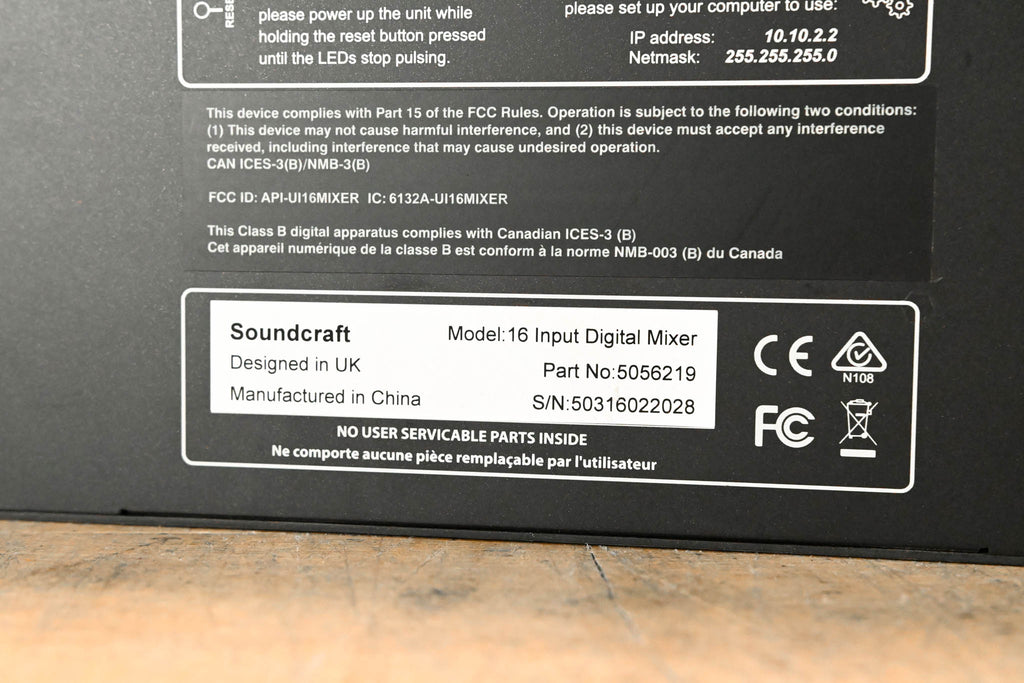 RESE
please power up the unit while
holding the reset button pressed
until the LEDs stop pulsing.
please set up your computer to use:
IP address: 10.10.2.2
Netmask: 255.255.255.0
This device complies with Part 15 of the FCC Rules. Operation is subject to the following two conditions:
(1) This device may not cause harmful interference, and (2) this device must accept any interference
received, including interference that may cause undesired operation.
CAN ICES-3(B)/NMB-3(B)
FCC ID: API-UI16MIXER IC: 6132A-UI16MIXER
This Class B digital apparatus complies with Canadian ICES-3 (B)
Cet appareil numérique de la classe B est conform à la norme NMB-003 (B) du Canada
Soundcraft
Designed in UK
Manufactured in China
Model:16 Input Digital Mixer
Part No:5056219
S/N:50316022028
NO USER SERVICABLE PARTS INSIDE
Ne comporte aucune pièce remplaçable par l'utilisateur
CE
N108
FC